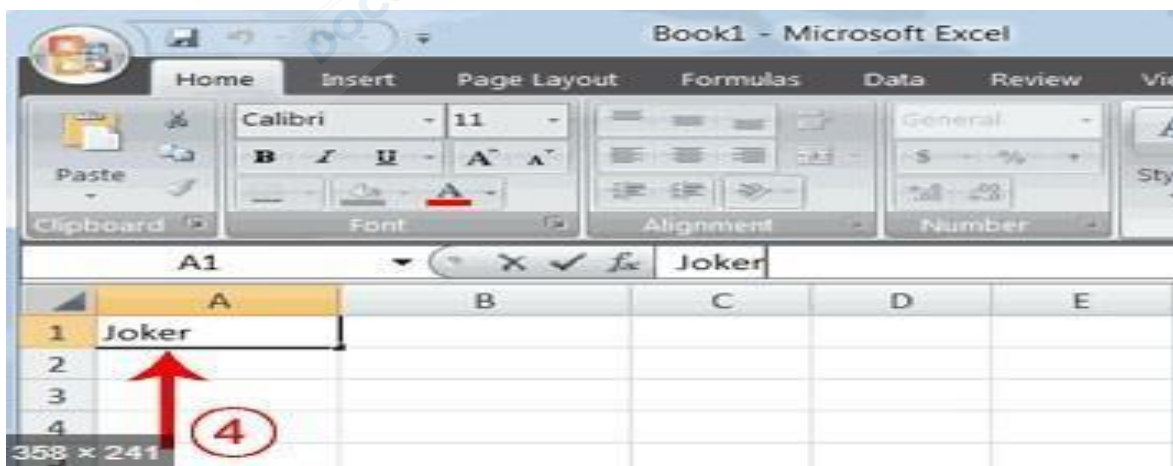 Book1 - Microsoft Excel
Home Insert Page Layout Formulas Data Review
Calibri 11 General
B I U A A $ %
Paste A
Clipboard Font Alignment Number
A1 fx Joker
A B C D E
1 Joker
2
3
4 4
358 × 241